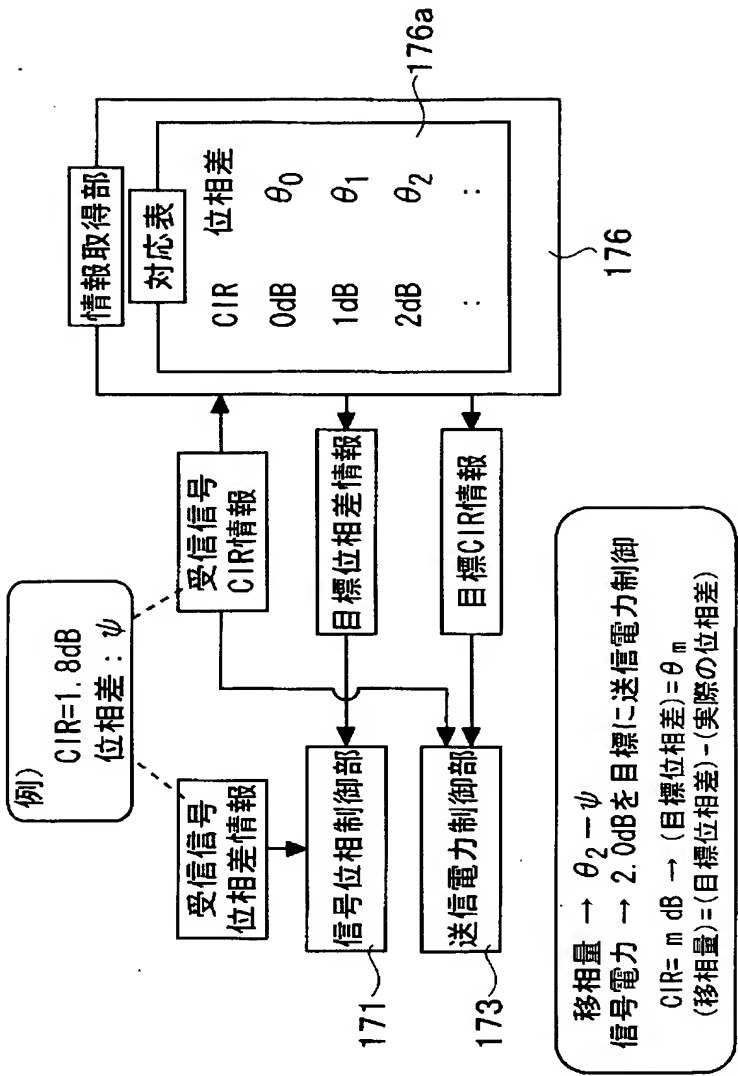 例)
CIR=1.8dB
位相差: ψ
受信信号
位相差情報
受信信号
CIR情報
情報取得部
対応表
CIR 位相差
0dB θ0
1dB θ1
2dB θ2
: :
176a
176
信号位相制御部
171
目標位相差情報
送信電力制御部
173
目標CIR情報
移相量 → θ2−ψ
信号電力 → 2.0dBを目標に送信電力制御
CIR= m dB → (目標位相差)=θm
(移相量)=(目標位相差)-(実際の位相差)